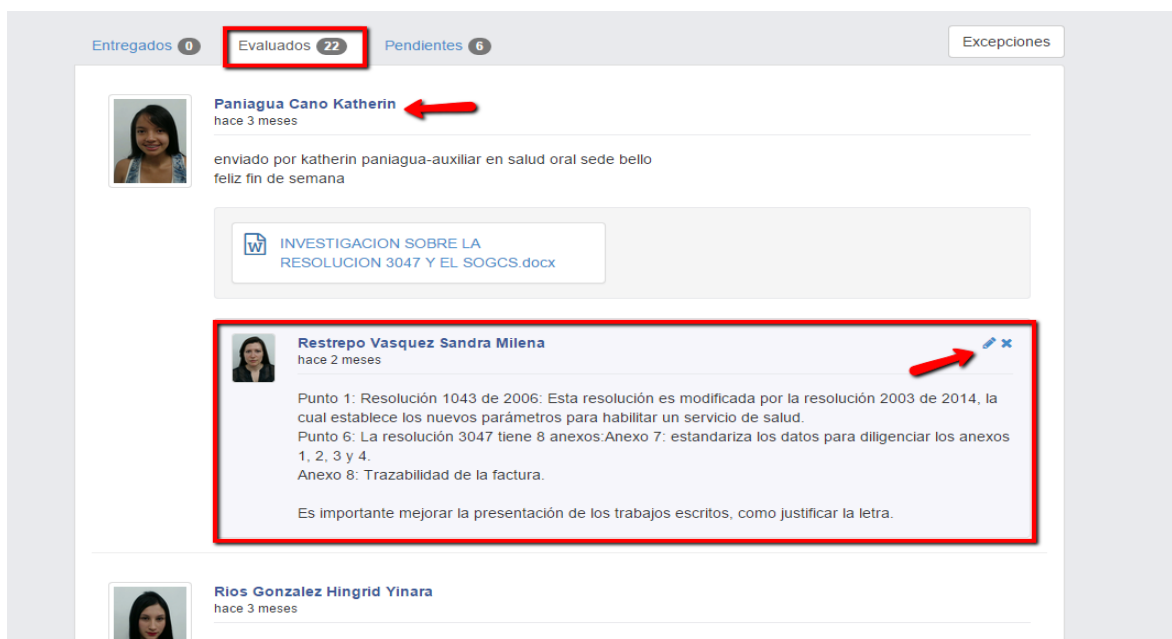 Entregados 0 Evaluados 22 Pendientes 6 Excepciones
Paniagua Cano Katherin
hace 3 meses
enviado por katherin paniagua-auxiliar en salud oral sede bello
feliz fin de semana
INVESTIGACION SOBRE LA
RESOLUCION 3047 Y EL SOGCS.docx
Restrepo Vasquez Sandra Milena
hace 2 meses
Punto 1: Resolución 1043 de 2006: Esta resolución es modificada por la resolución 2003 de 2014, la
cual establece los nuevos parámetros para habilitar un servicio de salud.
Punto 6: La resolución 3047 tiene 8 anexos:Anexo 7: estandariza los datos para diligenciar los anexos
1, 2, 3 y 4.
Anexo 8: Trazabilidad de la factura.
Es importante mejorar la presentación de los trabajos escritos, como justificar la letra.
Rios Gonzalez Hingrid Yinara
hace 3 meses